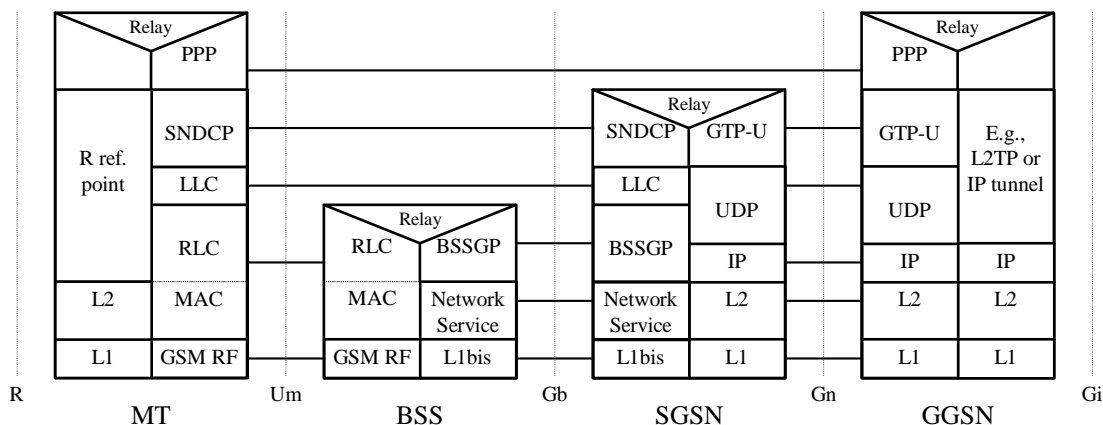 Relay
PPP
Relay
PPP
Relay
SNDCP
SNDCP
GTP-U
GTP-U
E.g.,
L2TP or
IP tunnel
R ref.
point
LLC
LLC
UDP
UDP
Relay
RLC
RLC
BSSGP
BSSGP
IP
IP
IP
L2
MAC
MAC
Network
Service
Network
Service
L2
L2
L2
L1
GSM RF
GSM RF
L1bis
L1bis
L1
L1
L1
R
Um
Gb
Gn
Gi
MT
BSS
SGSN
GGSN